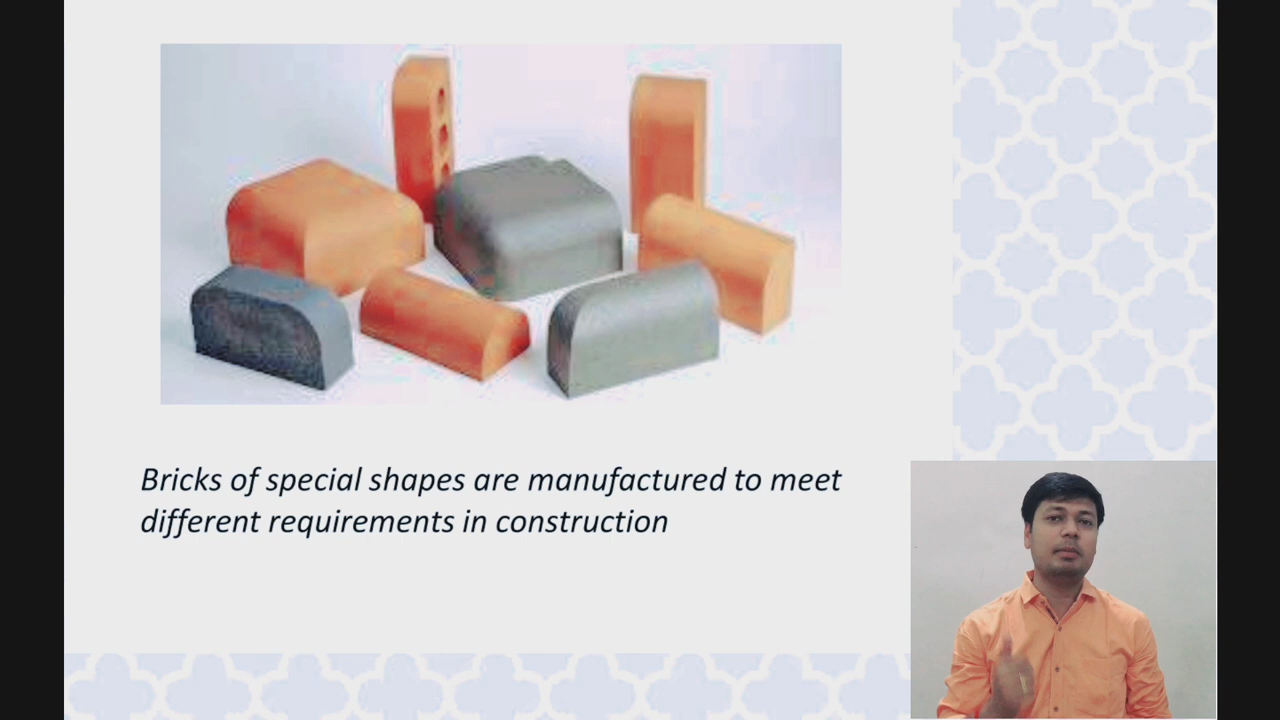 Bricks of special shapes are manufactured to meet
different requirements in construction